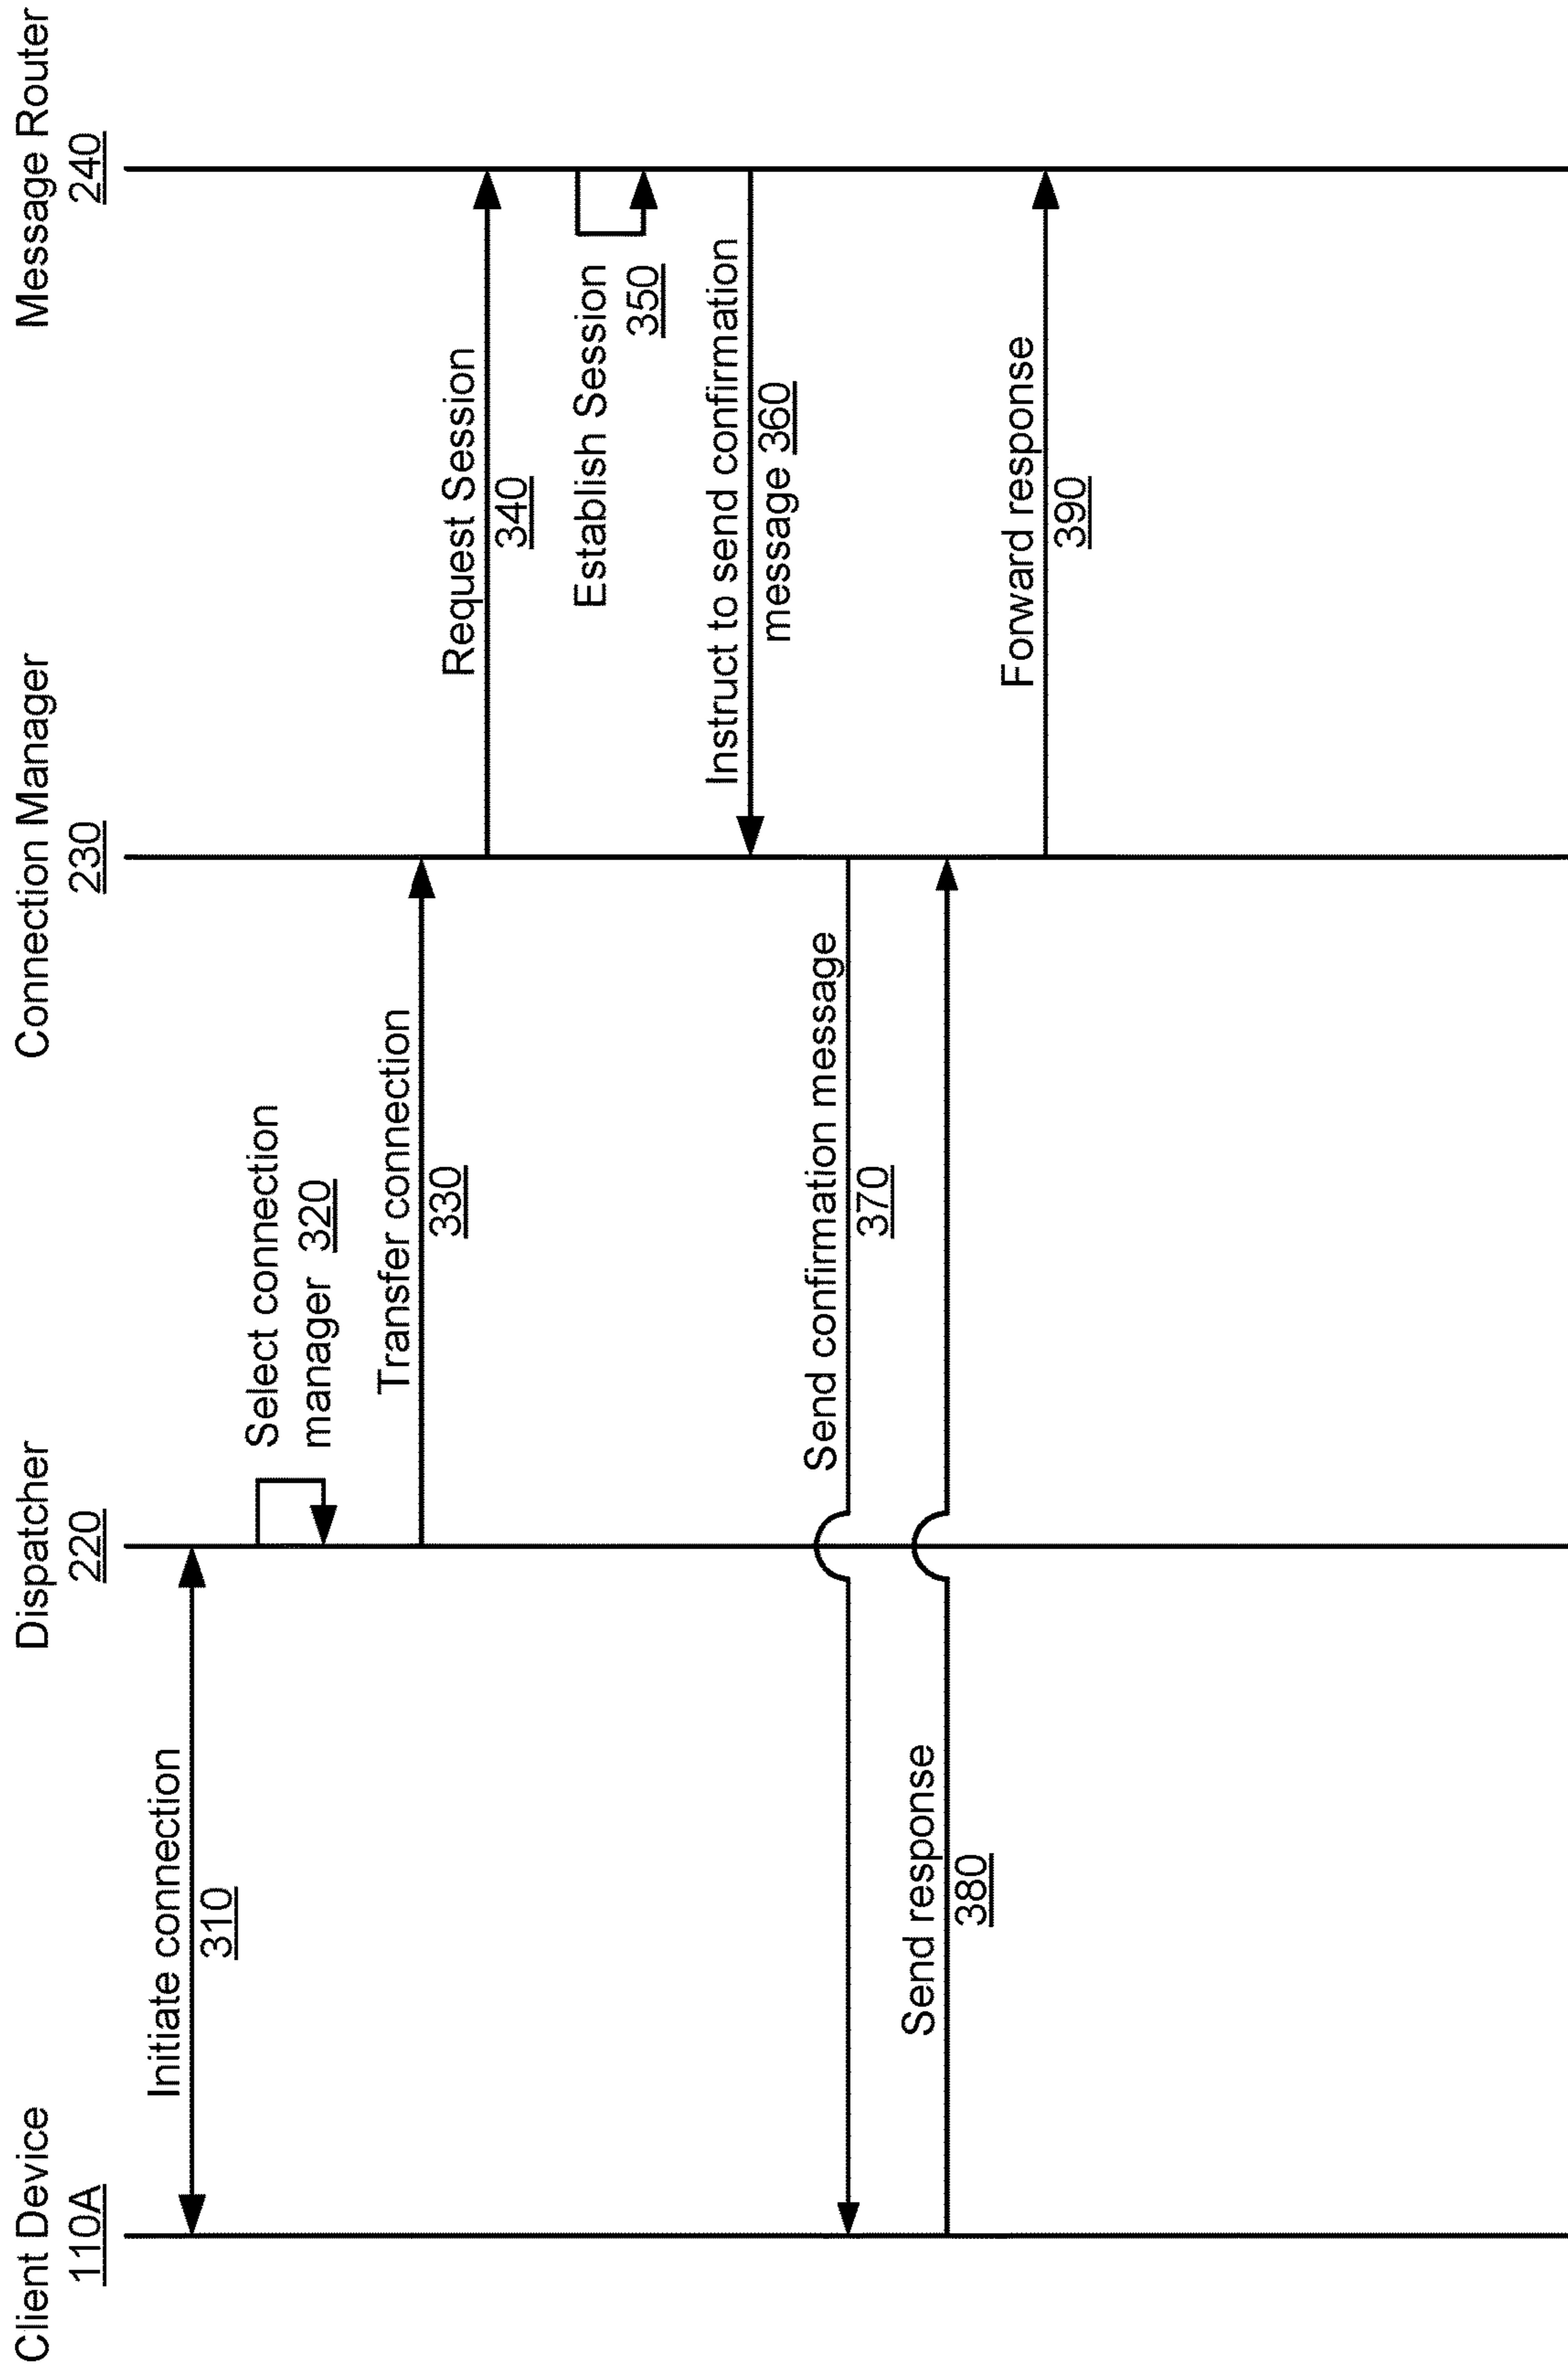 Client Device
110A
Dispatcher
220
Connection Manager
230
Message Router
240
Initiate connection
310
Select connection
manager 320
Transfer connection
330
Request Session
340
Establish Session
350
Instruct to send confirmation
message 360
Send confirmation message
370
Send response
380
Forward response
390